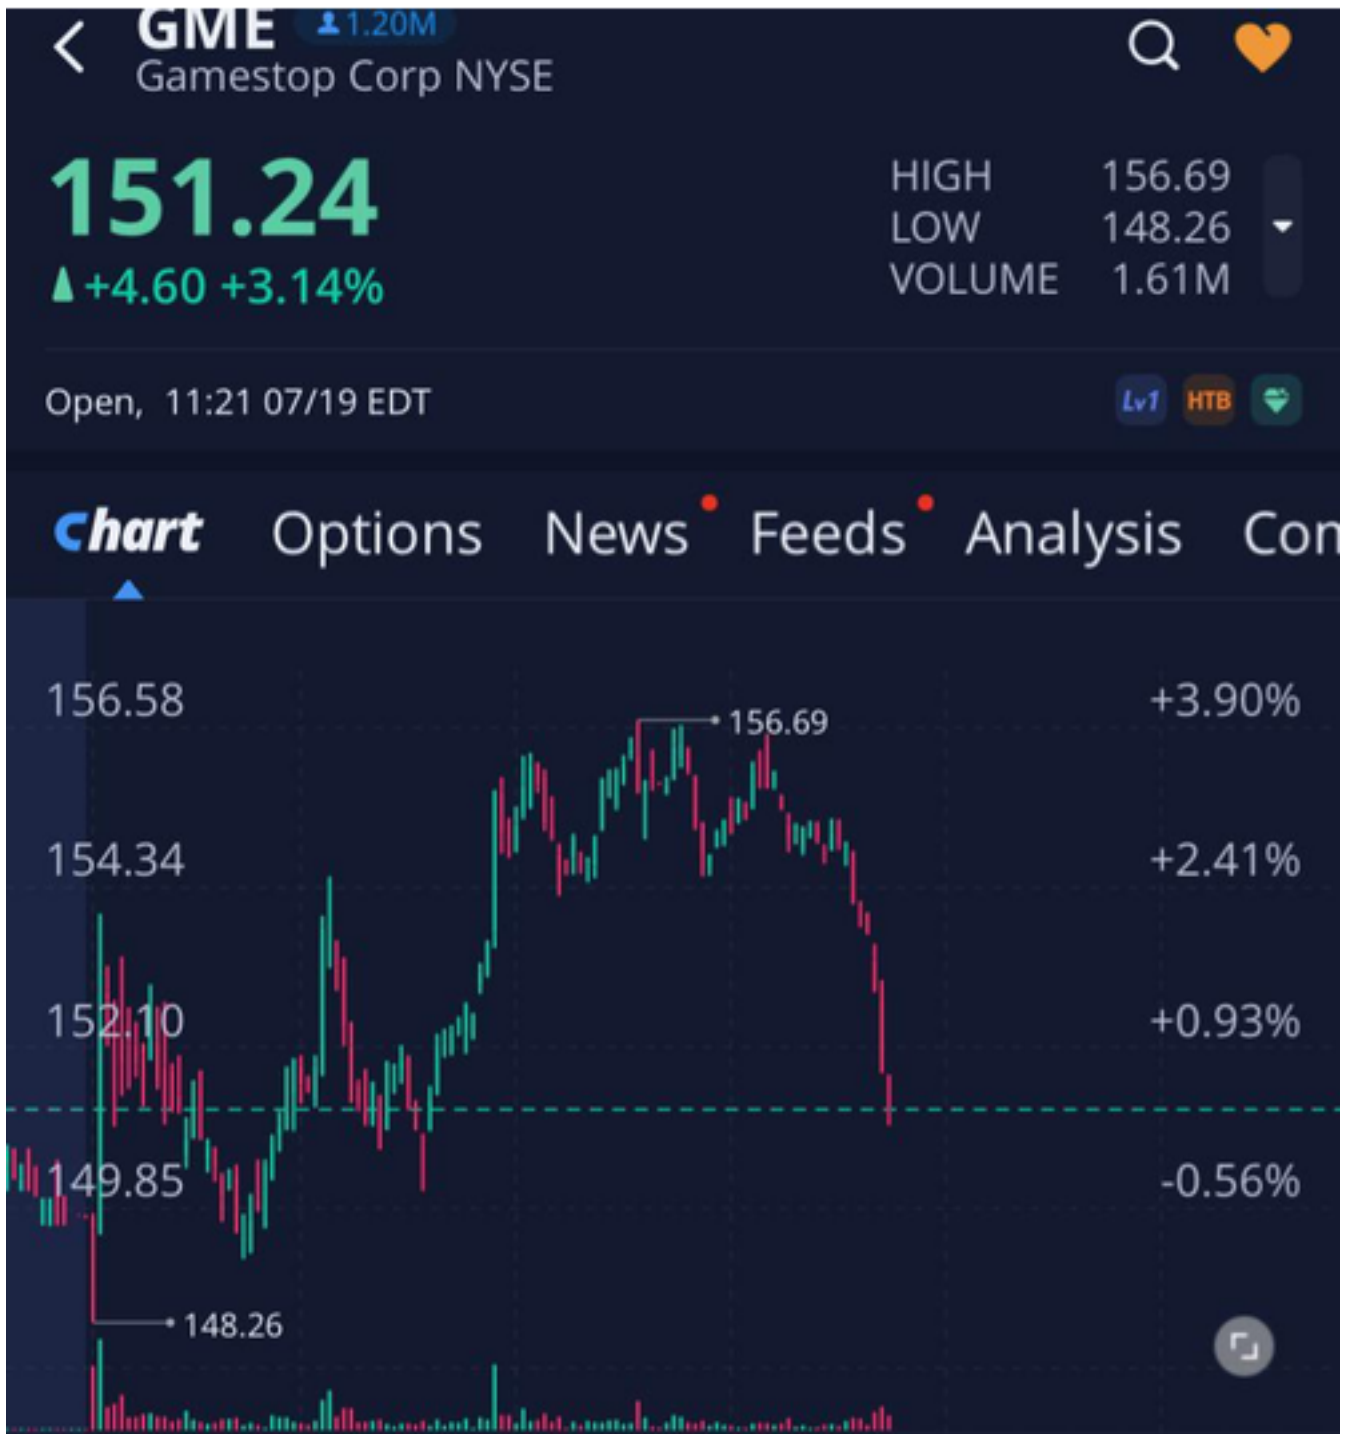 GME 1.20M
Gamestop Corp NYSE
151.24
+4.60 +3.14%
HIGH 156.69
LOW 148.26
VOLUME 1.61M
Open, 11:21 07/19 EDT
Lv1 HTB
Chart Options News Feeds Analysis Com
156.58 +3.90%
156.69
154.34 +2.41%
152.10 +0.93%
149.85 -0.56%
148.26